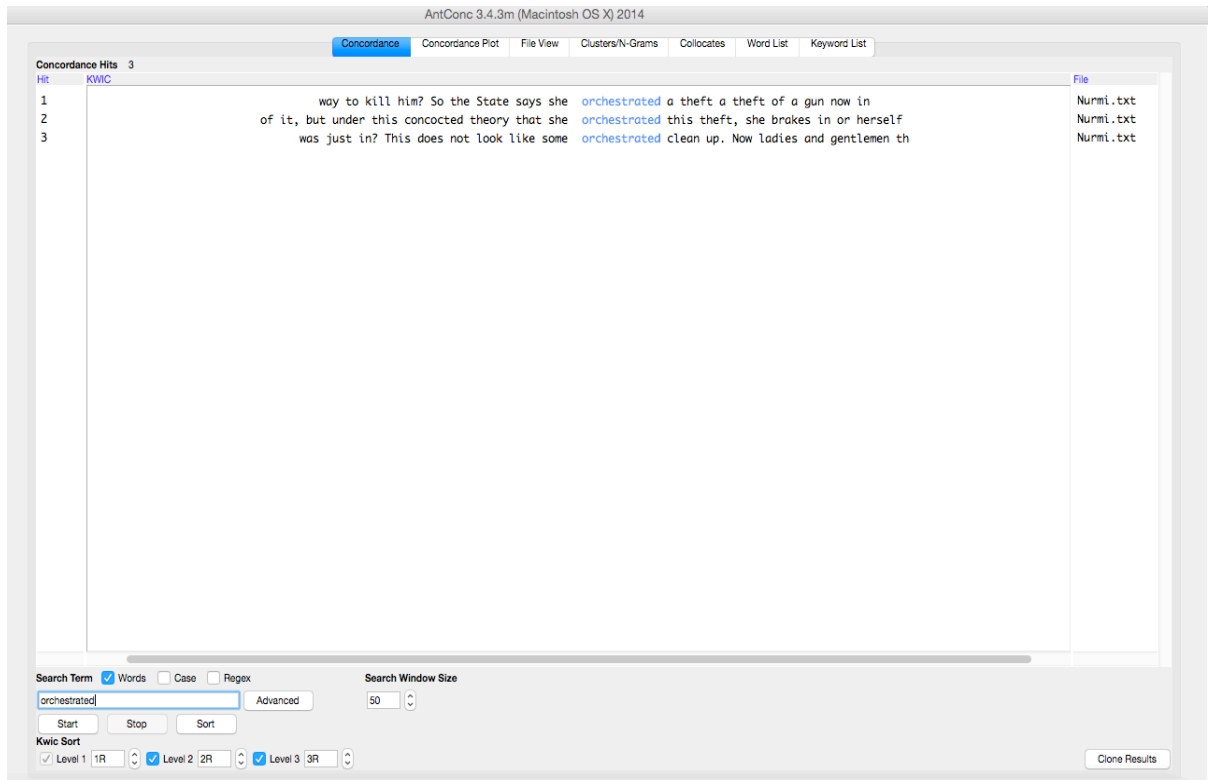 AntConc 3.4.3m (Macintosh OS X) 2014
Concordance Concordance Plot File View Clusters/N-Grams Collocates Word List Keyword List
Concordance Hits 3
Hit KWIC File
1 way to kill him? So the State says she orchestrated a theft a theft of a gun now in Nurmi.txt
2 of it, but under this concocted theory that she orchestrated this theft, she brakes in or herself Nurmi.txt
3 was just in? This does not look like some orchestrated clean up. Now ladies and gentlemen th Nurmi.txt
Search Term Words Case Regex Search Window Size
orchestrated Advanced 50
Start Stop Sort
Kwic Sort
Level 1 1R Level 2 2R Level 3 3R Clone Results